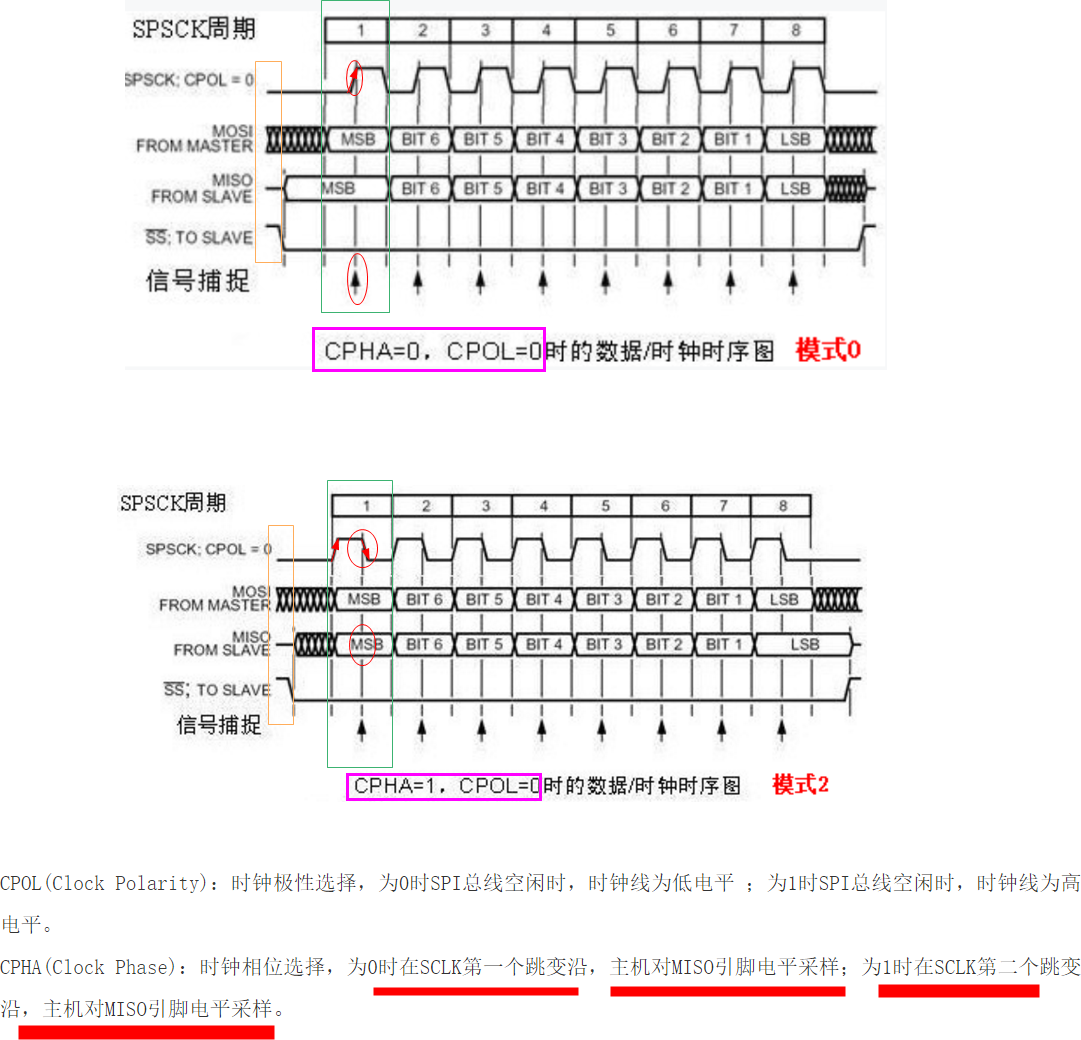 SPSCK周期 1 2 3 4 5 6 7 8
SPSCK; CPOL = 0
MOSI
FROM MASTER
MSB BIT 6 BIT 5 BIT 4 BIT 3 BIT 2 BIT 1 LSB
MISO
FROM SLAVE
MSB BIT 6 BIT 5 BIT 4 BIT 3 BIT 2 BIT 1 LSB
SS; TO SLAVE
信号捕捉
CPHA=0，CPOL=0时的数据/时钟时序图 模式0
SPSCK周期 1 2 3 4 5 6 7 8
SPSCK; CPOL = 0
MOSI
FROM MASTER
MSB BIT 6 BIT 5 BIT 4 BIT 3 BIT 2 BIT 1 LSB
MISO
FROM SLAVE
MSB BIT 6 BIT 5 BIT 4 BIT 3 BIT 2 BIT 1 LSB
SS; TO SLAVE
信号捕捉
CPHA=1，CPOL=0时的数据/时钟时序图 模式2
CPOL(Clock Polarity)：时钟极性选择，为0时SPI总线空闲时，时钟线为低电平 ；为1时SPI总线空闲时，时钟线为高
电平。
CPHA(Clock Phase)：时钟相位选择，为0时在SCLK第一个跳变沿，主机对MISO引脚电平采样；为1时在SCLK第二个跳变
沿，主机对MISO引脚电平采样。